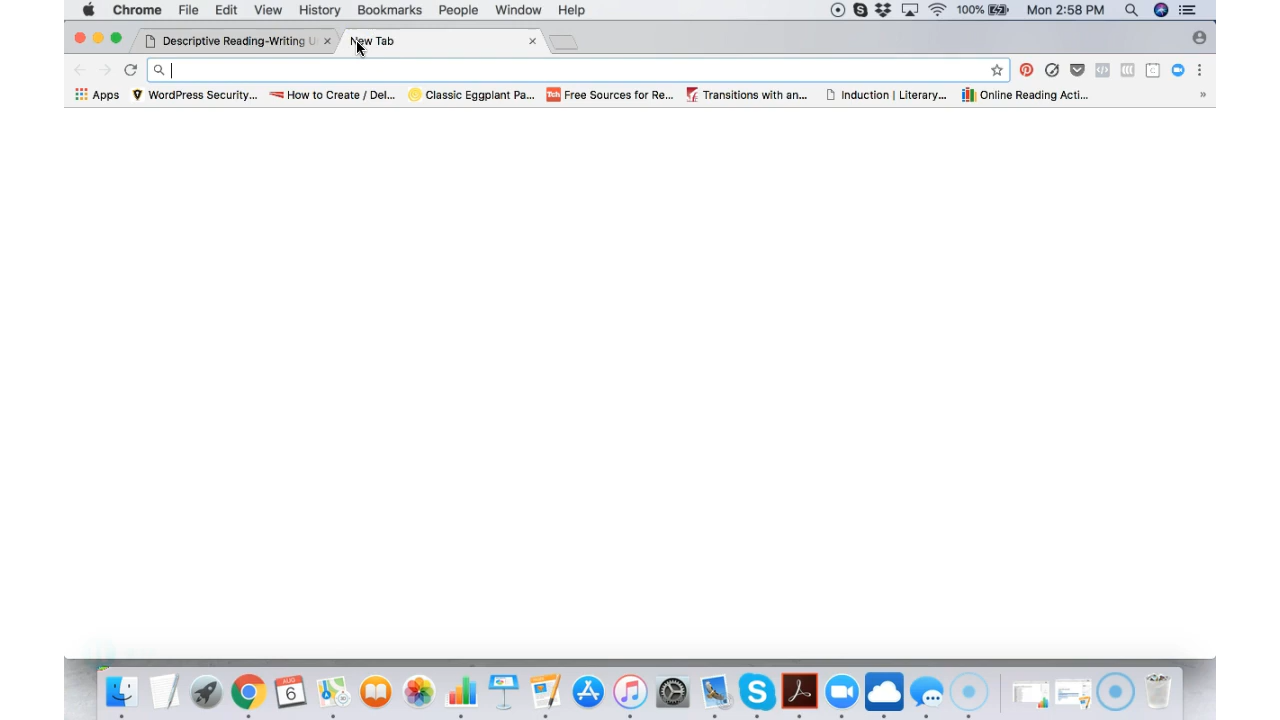 Chrome File Edit View History Bookmarks People Window Help 100% Mon 2:58 PM
Descriptive Reading-Writing U New Tab
Apps WordPress Security... How to Create / Del... Classic Eggplant Pa... Tch Free Sources for Re... Transitions with an... Induction | Literary... Online Reading Acti... »
AUG
6